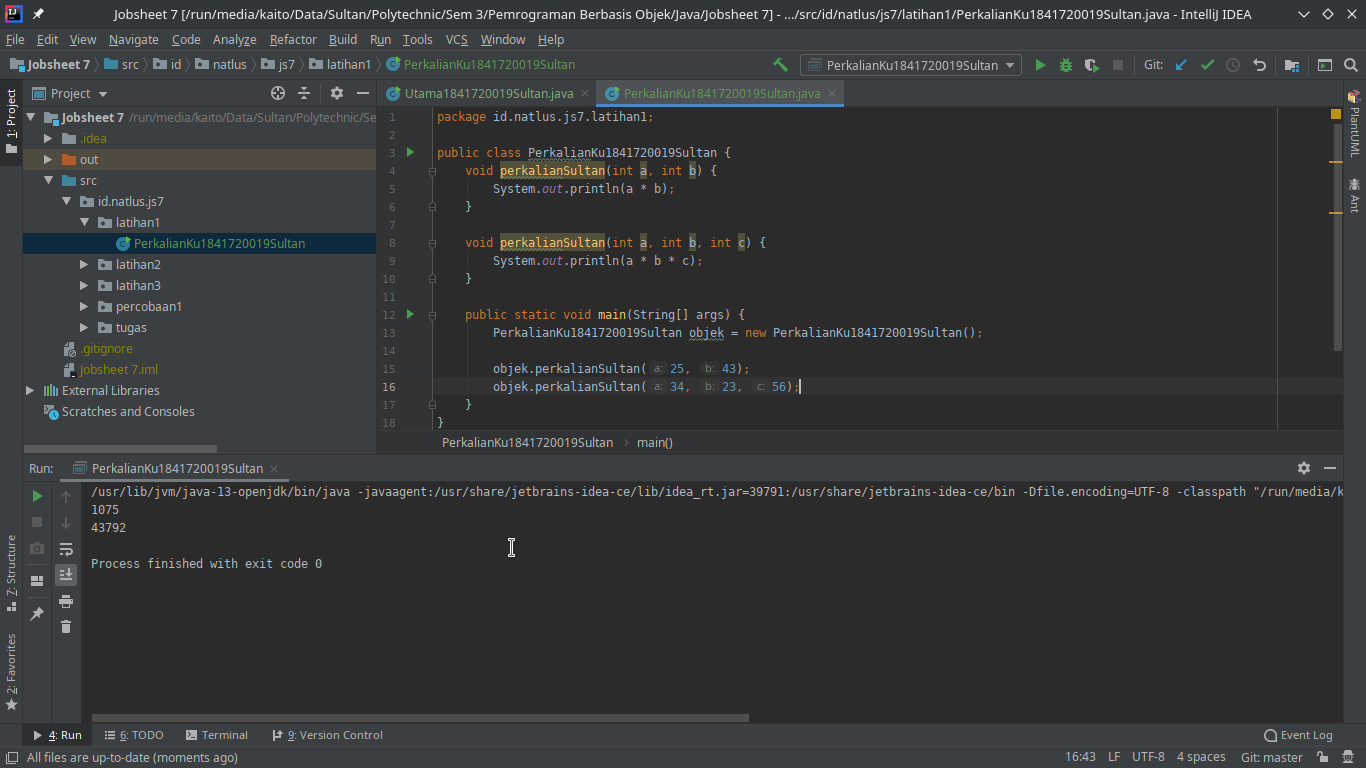 Jobsheet 7 [/run/media/kaito/Data/Sultan/Polytechnic/Sem 3/Pemrograman Berbasis Objek/Java/Jobsheet 7] - .../src/id/natlus/js7/latihan1/PerkalianKu1841720019Sultan.java - IntelliJ IDEA
File Edit View Navigate Code Analyze Refactor Build Run Tools VCS Window Help
Jobsheet 7 src id natlus js7 latihan1 PerkalianKu1841720019Sultan PerkalianKu1841720019Sultan Git:
1: Project
Project
Jobsheet 7 /run/media/kaito/Data/Sultan/Polytechnic/Se
.idea
out
src
id.natlus.js7
latihan1
PerkalianKu1841720019Sultan
latihan2
latihan3
percobaan1
tugas
.gitignore
Jobsheet 7.iml
External Libraries
Scratches and Consoles
Utama1841720019Sultan.java PerkalianKu1841720019Sultan.java
1 package id.natlus.js7.latihan1;
2
3 public class PerkalianKu1841720019Sultan {
4 void perkalianSultan(int a, int b) {
5 System.out.println(a * b);
6 }
7
8 void perkalianSultan(int a, int b, int c) {
9 System.out.println(a * b * c);
10 }
11
12 public static void main(String[] args) {
13 PerkalianKu1841720019Sultan objek = new PerkalianKu1841720019Sultan();
14
15 objek.perkalianSultan( a: 25, b: 43);
16 objek.perkalianSultan( a: 34, b: 23, c: 56);
17 }
18 }
PerkalianKu1841720019Sultan main()
PlantUML
Ant
Run: PerkalianKu1841720019Sultan
/usr/lib/jvm/java-13-openjdk/bin/java -javaagent:/usr/share/jetbrains-idea-ce/lib/idea_rt.jar=39791:/usr/share/jetbrains-idea-ce/bin -Dfile.encoding=UTF-8 -classpath "/run/media/k
1075
43792
Process finished with exit code 0
7: Structure
2: Favorites
4: Run 6: TODO Terminal 9: Version Control Event Log
All files are up-to-date (moments ago) 16:43 LF UTF-8 4 spaces Git: master